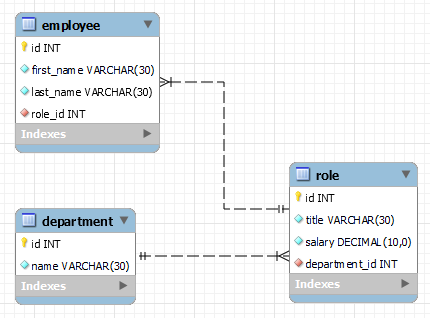 employee
id INT
first_name VARCHAR(30)
last_name VARCHAR(30)
role_id INT
Indexes
department
id INT
name VARCHAR(30)
Indexes
role
id INT
title VARCHAR(30)
salary DECIMAL(10,0)
department_id INT
Indexes